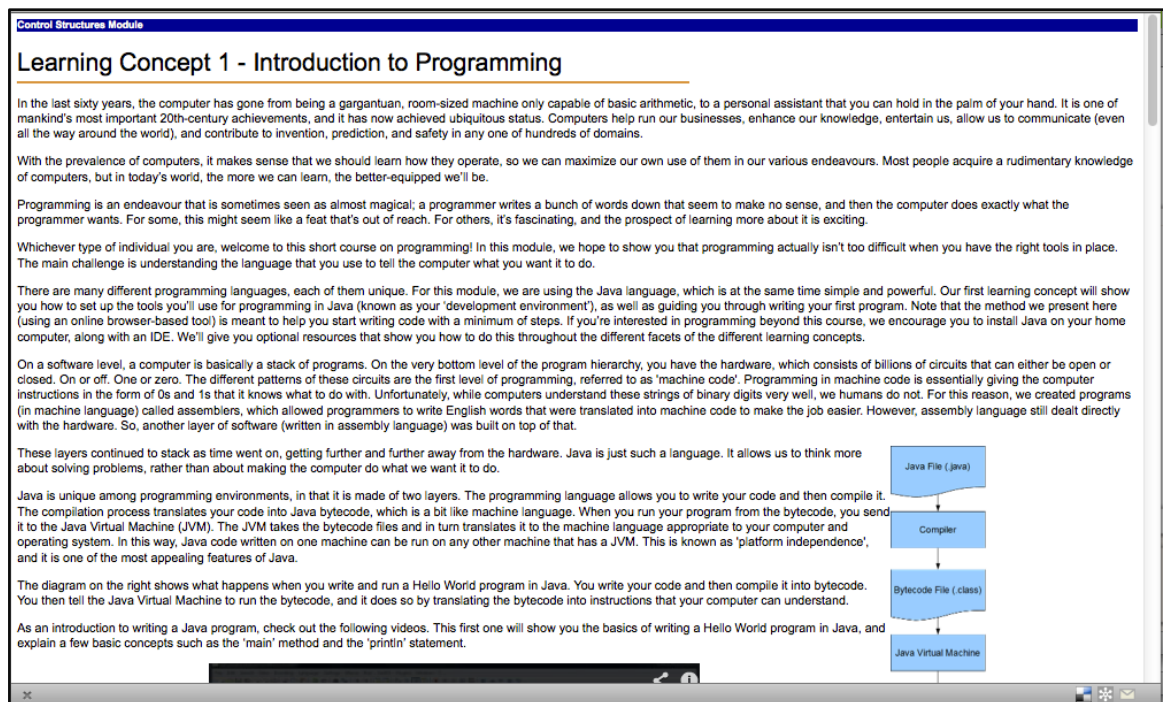 Control Structures Module
Learning Concept 1 - Introduction to Programming
In the last sixty years, the computer has gone from being a gargantuan, room-sized machine only capable of basic arithmetic, to a personal assistant that you can hold in the palm of your hand. It is one of
mankind's most important 20th-century achievements, and it has now achieved ubiquitous status. Computers help run our businesses, enhance our knowledge, entertain us, allow us to communicate (even
all the way around the world), and contribute to invention, prediction, and safety in any one of hundreds of domains.
With the prevalence of computers, it makes sense that we should learn how they operate, so we can maximize our own use of them in our various endeavours. Most people acquire a rudimentary knowledge
of computers, but in today's world, the more we can learn, the better-equipped we'll be.
Programming is an endeavour that is sometimes seen as almost magical; a programmer writes a bunch of words down that seem to make no sense, and then the computer does exactly what the
programmer wants. For some, this might seem like a feat that's out of reach. For others, it's fascinating, and the prospect of learning more about it is exciting.
Whichever type of individual you are, welcome to this short course on programming! In this module, we hope to show you that programming actually isn't too difficult when you have the right tools in place.
The main challenge is understanding the language that you use to tell the computer what you want it to do.
There are many different programming languages, each of them unique. For this module, we are using the Java language, which is at the same time simple and powerful. Our first learning concept will show
you how to set up the tools you'll use for programming in Java (known as your 'development environment'), as well as guiding you through writing your first program. Note that the method we present here
(using an online browser-based tool) is meant to help you start writing code with a minimum of steps. If you're interested in programming beyond this course, we encourage you to install Java on your home
computer, along with an IDE. We'll give you optional resources that show you how to do this throughout the different facets of the different learning concepts.
On a software level, a computer is basically a stack of programs. On the very bottom level of the program hierarchy, you have the hardware, which consists of billions of circuits that can either be open or
closed. On or off. One or zero. The different patterns of these circuits are the first level of programming, referred to as 'machine code'. Programming in machine code is essentially giving the computer
instructions in the form of 0s and 1s that it knows what to do with. Unfortunately, while computers understand these strings of binary digits very well, we humans do not. For this reason, we created programs
(in machine language) called assemblers, which allowed programmers to write English words that were translated into machine code to make the job easier. However, assembly language still dealt directly
with the hardware. So, another layer of software (written in assembly language) was built on top of that.
These layers continued to stack as time went on, getting further and further away from the hardware. Java is just such a language. It allows us to think more
about solving problems, rather than about making the computer do what we want it to do.
Java is unique among programming environments, in that it is made of two layers. The programming language allows you to write your code and then compile it.
The compilation process translates your code into Java bytecode, which is a bit like machine language. When you run your program from the bytecode, you send
it to the Java Virtual Machine (JVM). The JVM takes the bytecode files and in turn translates it to the machine language appropriate to your computer and
operating system. In this way, Java code written on one machine can be run on any other machine that has a JVM. This is known as 'platform independence',
and it is one of the most appealing features of Java.
The diagram on the right shows what happens when you write and run a Hello World program in Java. You write your code and then compile it into bytecode.
You then tell the Java Virtual Machine to run the bytecode, and it does so by translating the bytecode into instructions that your computer can understand.
As an introduction to writing a Java program, check out the following videos. This first one will show you the basics of writing a Hello World program in Java, and
explain a few basic concepts such as the 'main' method and the 'println' statement.
Java File (.java)
Compiler
Bytecode File (.class)
Java Virtual Machine